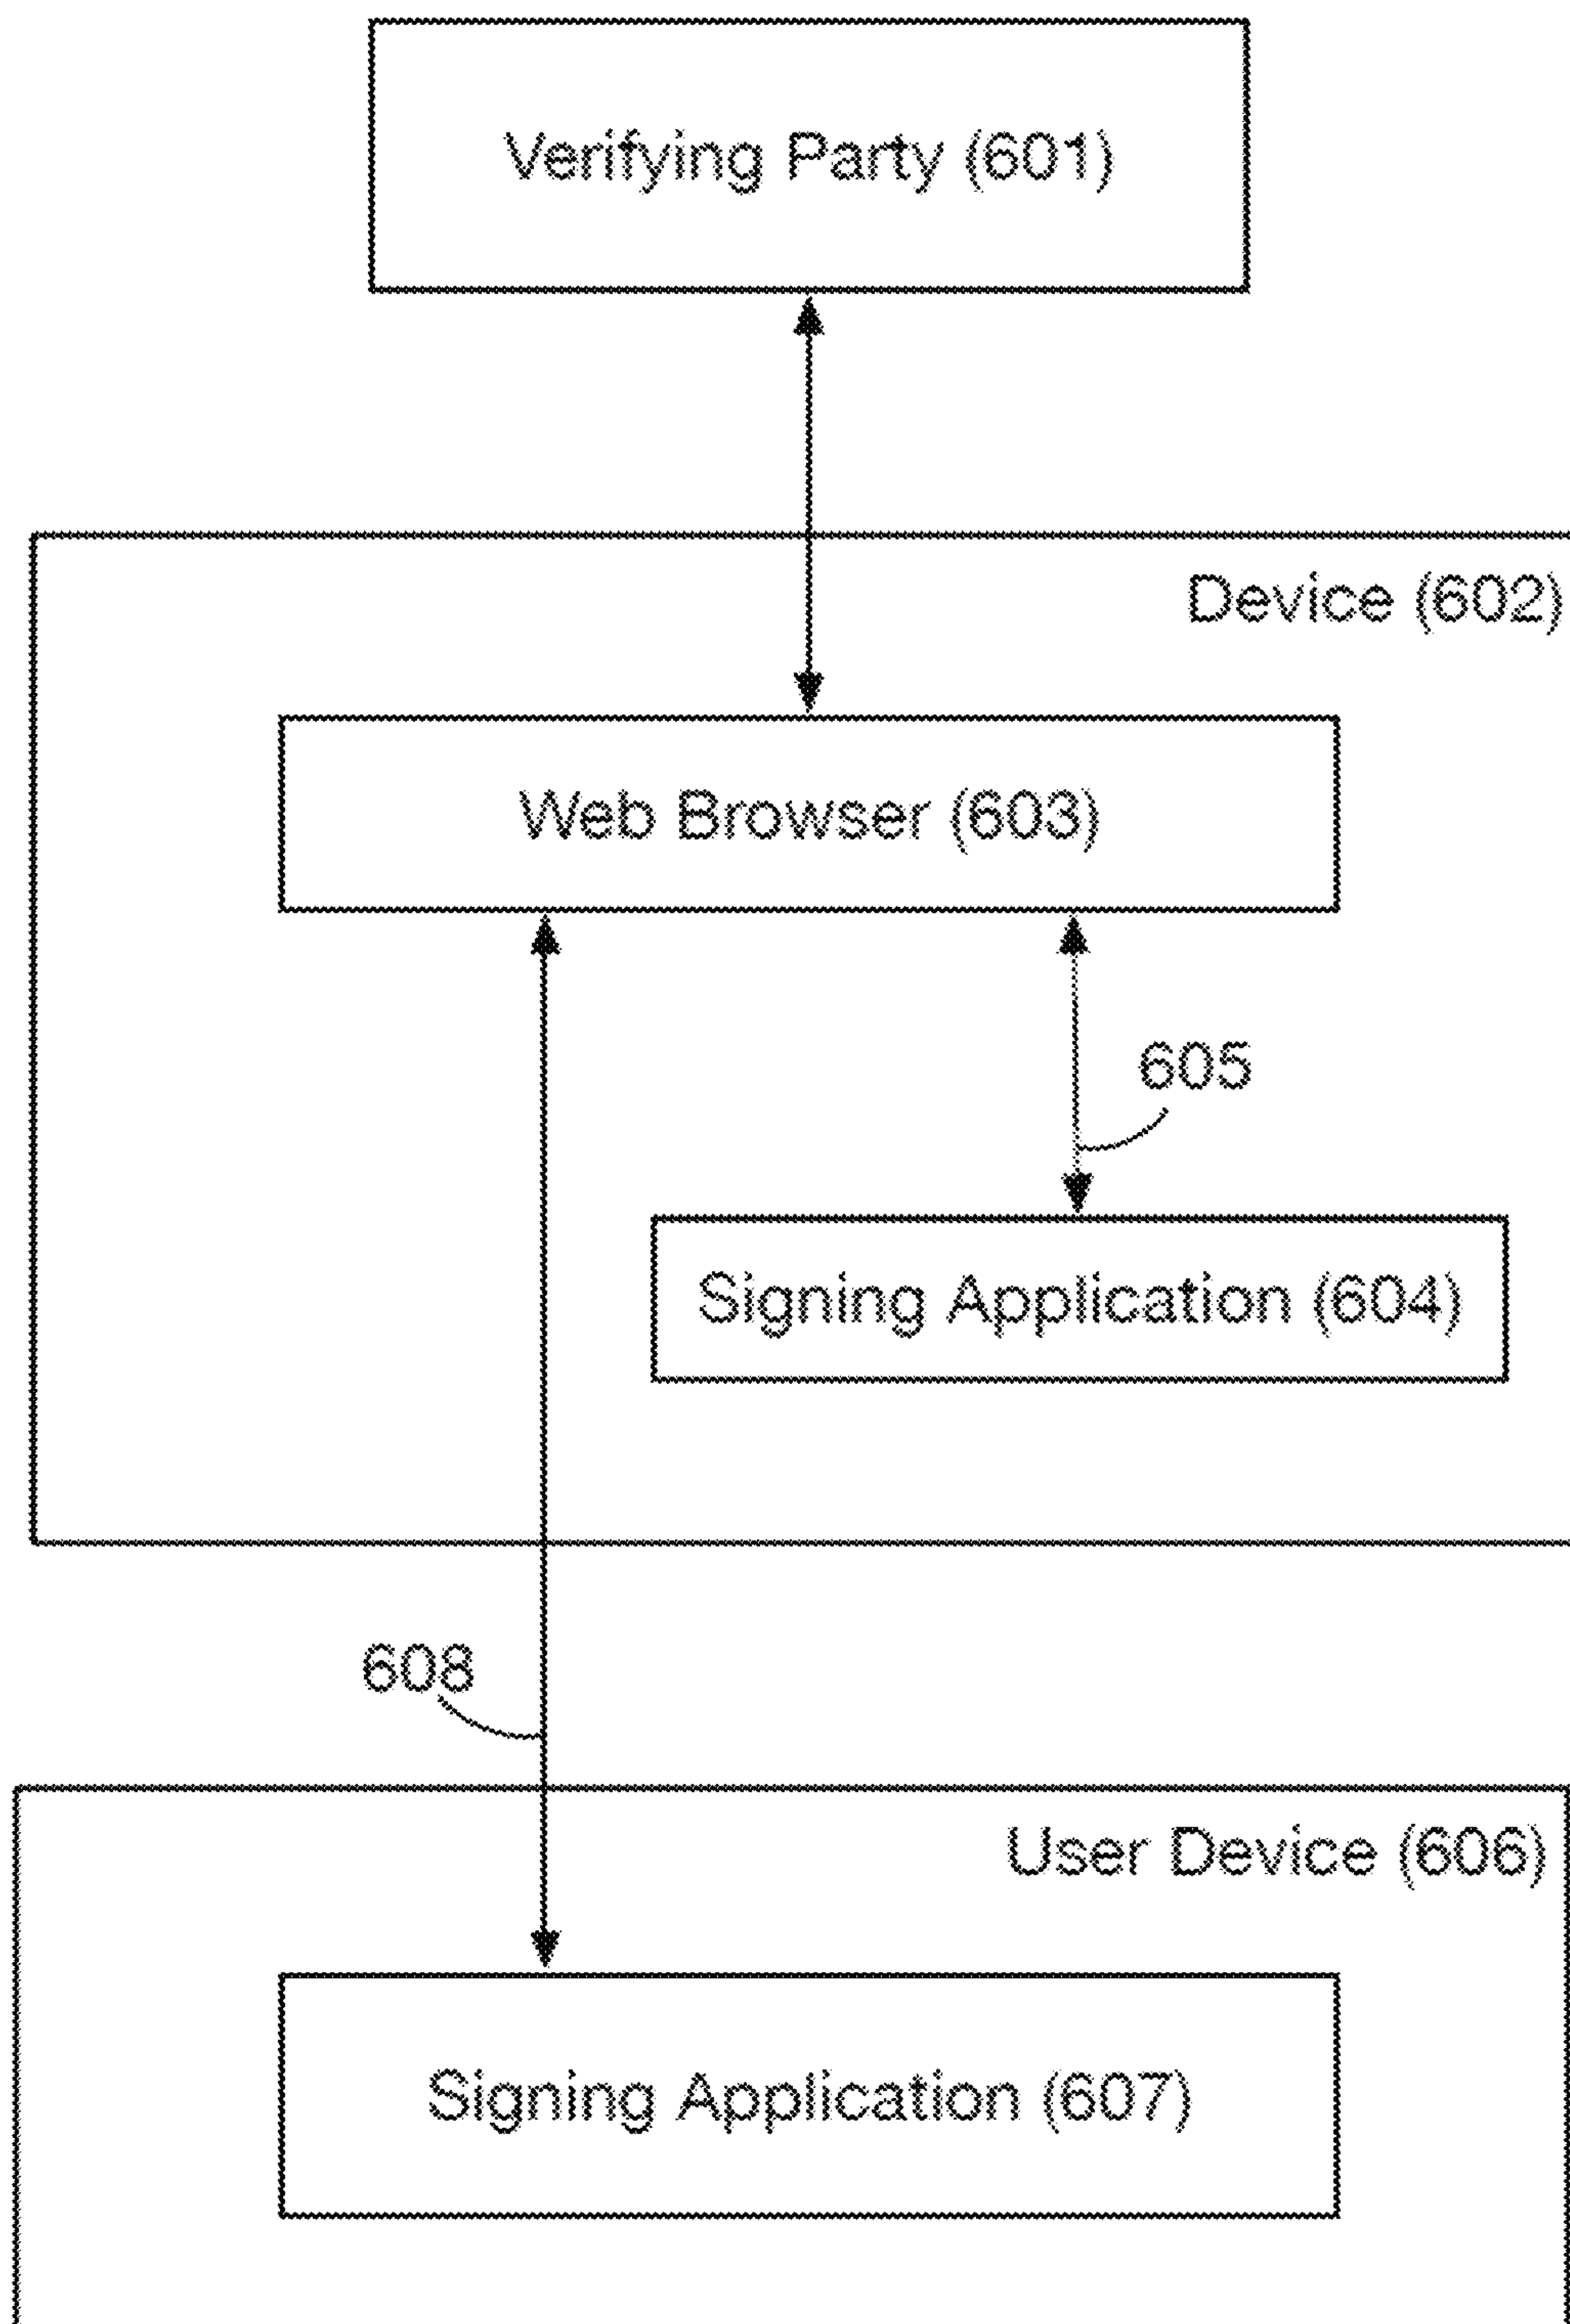 Verifying Party (601)
Device (602)
Web Browser (603)
605
Signing Application (604)
608
User Device (606)
Signing Application (607)